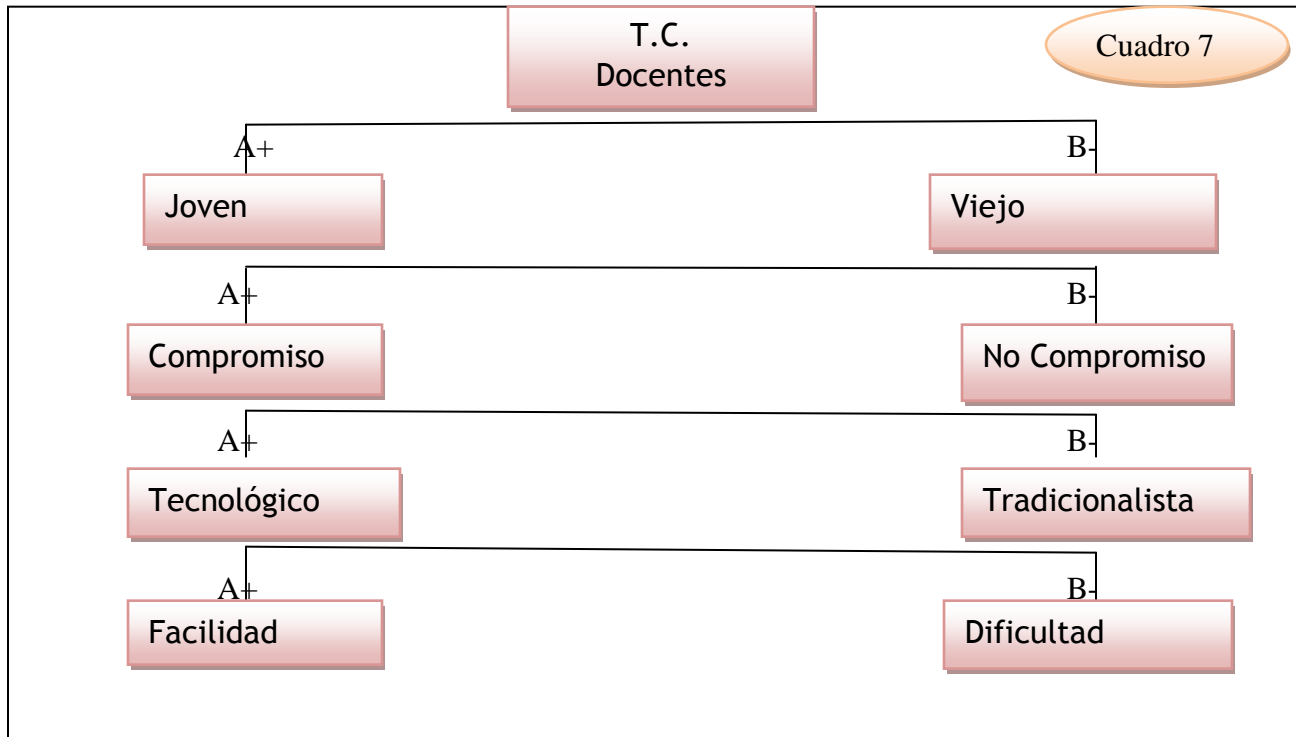 T.C.
Docentes
Cuadro 7
A+
B-
Joven
Viejo
A+
B-
Compromiso
No Compromiso
A+
B-
Tecnológico
Tradicionalista
A+
B-
Facilidad
Dificultad